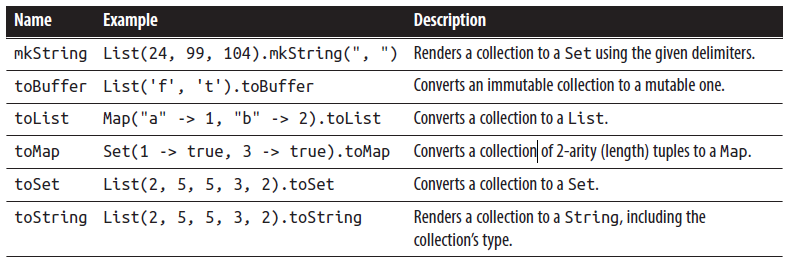 Name Example Description
mkString List(24, 99, 104).mkString(", ") Renders a collection to a Set using the given delimiters.
toBuffer List('f', 't').toBuffer Converts an immutable collection to a mutable one.
toList Map("a" -> 1, "b" -> 2).toList Converts a collection to a List.
toMap Set(1 -> true, 3 -> true).toMap Converts a collection of 2-arity (length) tuples to a Map.
toSet List(2, 5, 5, 3, 2).toSet Converts a collection to a Set.
toString List(2, 5, 5, 3, 2).toString Renders a collection to a String, including the
collection's type.